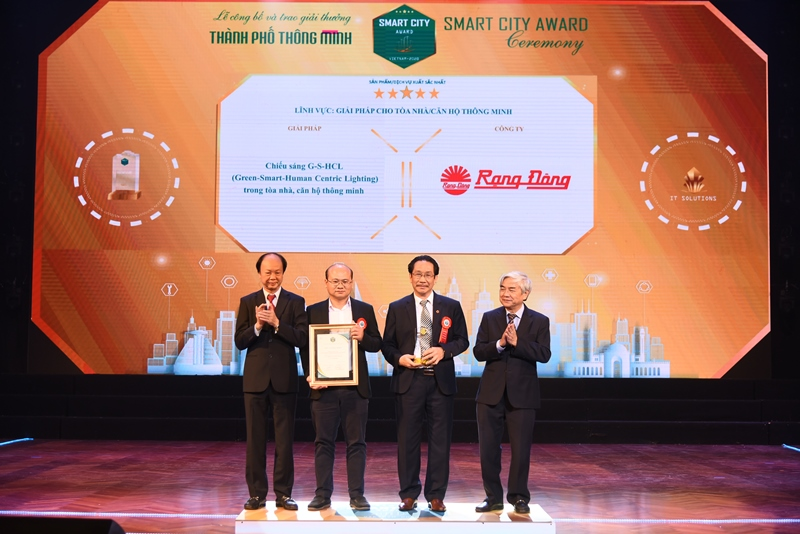 Lễ công bố và trao giải thưởng
THÀNH PHỐ THÔNG MINH
SMART CITY
AWARD
VIETNAM-2020
SMART CITY AWARD
Ceremony
SẢN PHẨM/DỊCH VỤ XUẤT SẮC NHẤT
LĨNH VỰC: GIẢI PHÁP CHO TÒA NHÀ/CĂN HỘ THÔNG MINH
GIẢI PHÁP
CÔNG TY
Chiếu sáng G-S-HCL
(Green-Smart-Human Centric Lighting)
trong tòa nhà, căn hộ thông minh
Rạng Đông
Rạng Đông
IT SOLUTIONS